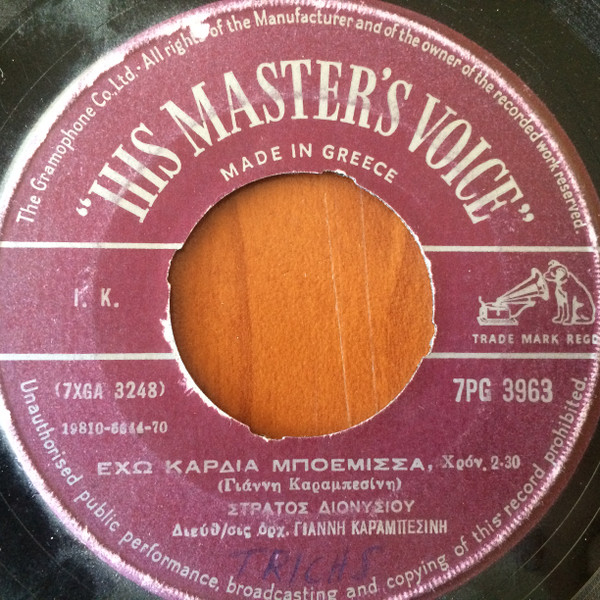 The Gramophone Co., Ltd. - All rights of the Manufacturer and of the owner of the recorded work reserved.
"HIS MASTER'S VOICE"
MADE IN GREECE
I. K.
TRADE MARK REGD
(7XGA 3248)
7PG 3963
19810-5644-70
ΕΧΩ ΚΑΡΔΙΑ ΜΠΟΕΜΙΣΣΑ, Χρόν. 2·30
(Γιάννη Καραμπεσίνη)
ΣΤΡΑΤΟΣ ΔΙΟΝΥΣΙΟΥ
Διεύθ/σις Ορχ. ΓΙΑΝΝΗ ΚΑΡΑΜΠΕΣΙΝΗ
Unauthorised public performance, broadcasting and copying of this record prohibited.